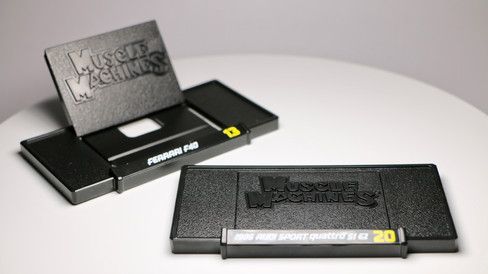 MUSCLE
MACHINES
FERRARI F40
13
MUSCLE
MACHINES
1985 AUDI SPORT quattro S1 E2
20